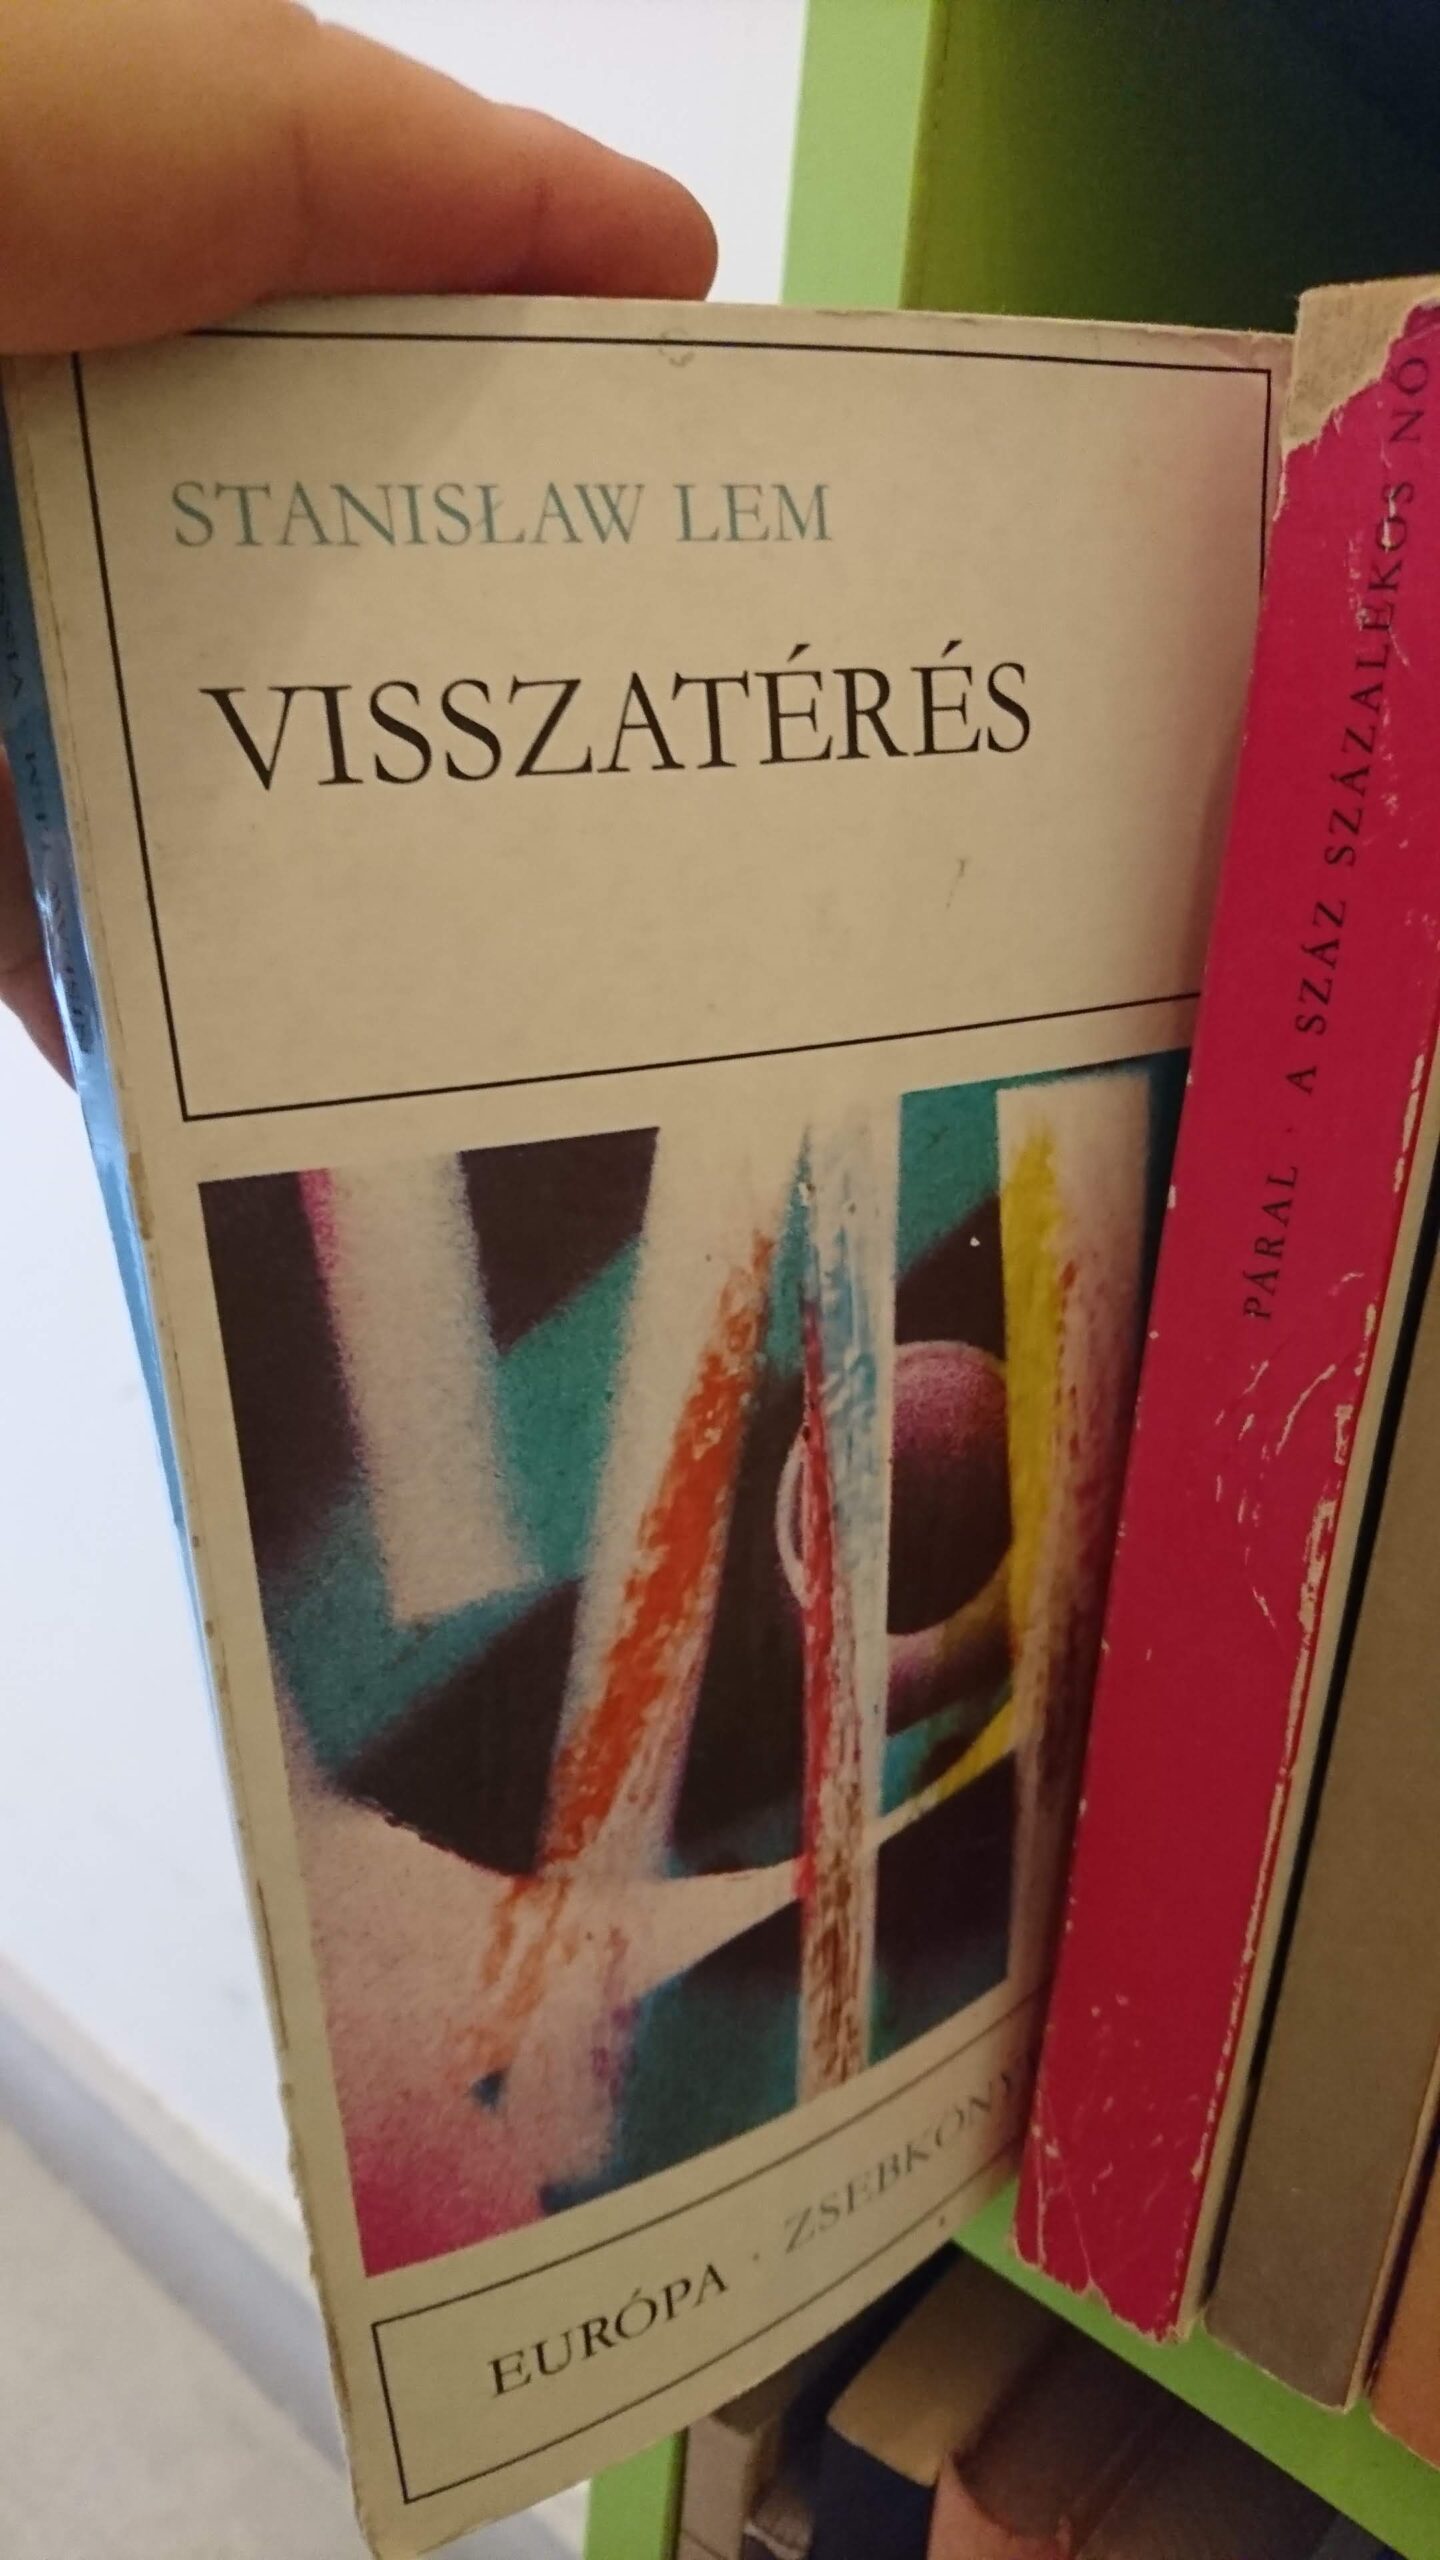 STANISŁAW LEM
VISSZATÉRÉS
EURÓPA · ZSEBKÖNY
PÁRAL · A SZÁZ SZÁZALÉKOS NŐ